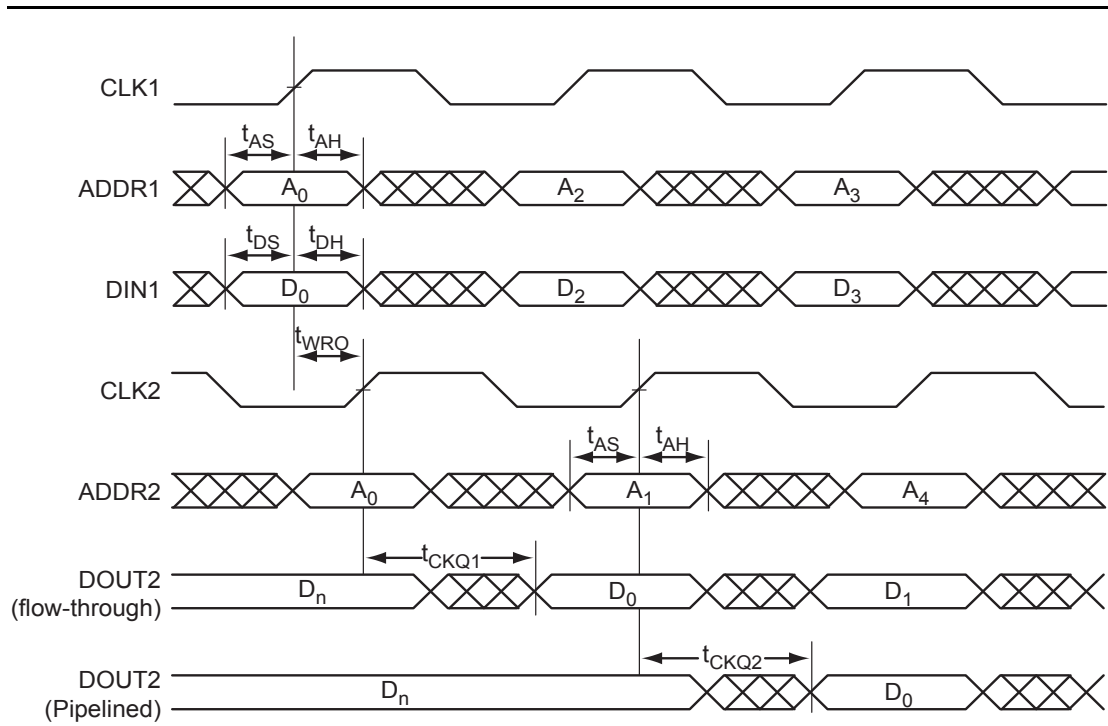 CLK1
tAS tAH
ADDR1 A0 A2 A3
tDS tDH
DIN1 D0 D2 D3
tWRO
CLK2
tAS tAH
ADDR2 A0 A1 A4
tCKQ1
DOUT2
(flow-through)
Dn D0 D1
tCKQ2
DOUT2
(Pipelined)
Dn D0